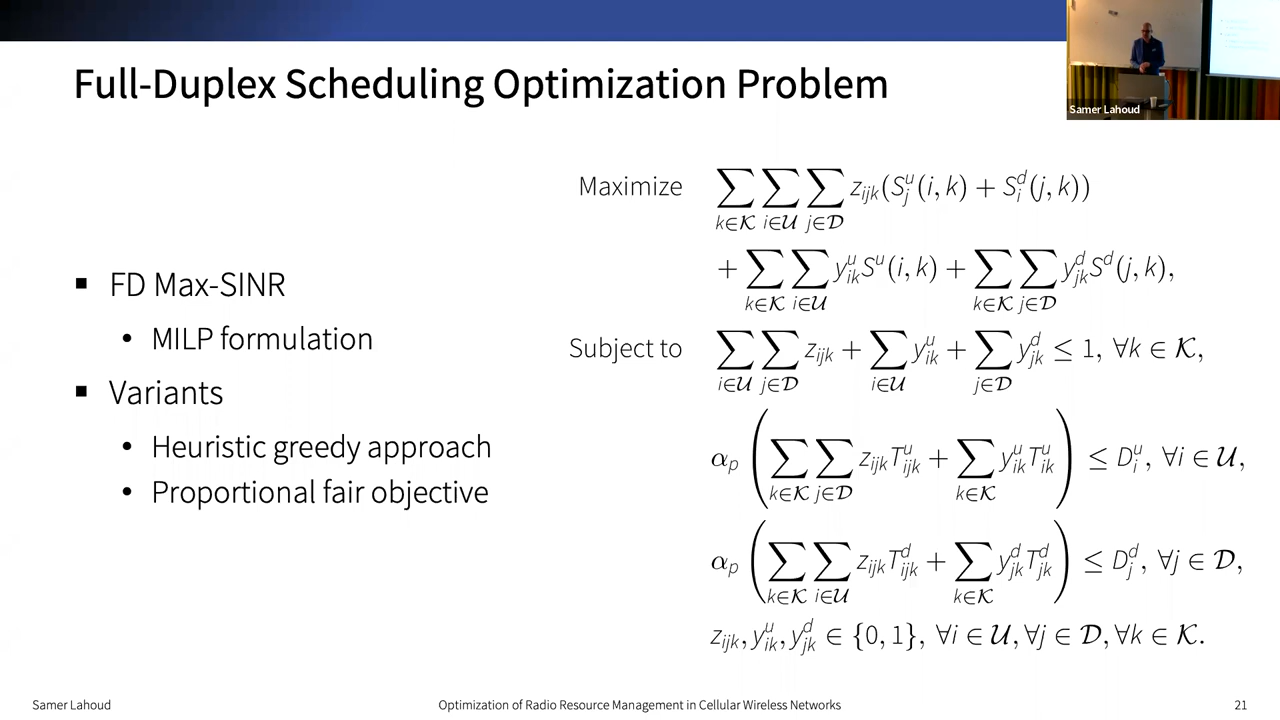 Full-Duplex Scheduling Optimization Problem
Samer Lahoud
▪ FD Max-SINR
• MILP formulation
▪ Variants
• Heuristic greedy approach
• Proportional fair objective
Maximize ∑_{k∈𝒦} ∑_{i∈𝒰} ∑_{j∈𝒟} z_{ijk}(S^u_j(i, k) + S^d_i(j, k))
+ ∑_{k∈𝒦} ∑_{i∈𝒰} y^u_{ik} S^u(i, k) + ∑_{k∈𝒦} ∑_{j∈𝒟} y^d_{jk} S^d(j, k),
Subject to ∑_{i∈𝒰} ∑_{j∈𝒟} z_{ijk} + ∑_{i∈𝒰} y^u_{ik} + ∑_{j∈𝒟} y^d_{jk} ≤ 1, ∀k ∈ 𝒦,
α_p (∑_{k∈𝒦} ∑_{j∈𝒟} z_{ijk} T^u_{ijk} + ∑_{k∈𝒦} y^u_{ik} T^u_{ik}) ≤ D^u_i, ∀i ∈ 𝒰,
α_p (∑_{k∈𝒦} ∑_{i∈𝒰} z_{ijk} T^d_{ijk} + ∑_{k∈𝒦} y^d_{jk} T^d_{jk}) ≤ D^d_j, ∀j ∈ 𝒟,
z_{ijk}, y^u_{ik}, y^d_{jk} ∈ {0, 1}, ∀i ∈ 𝒰, ∀j ∈ 𝒟, ∀k ∈ 𝒦.
Samer Lahoud
Optimization of Radio Resource Management in Cellular Wireless Networks
21